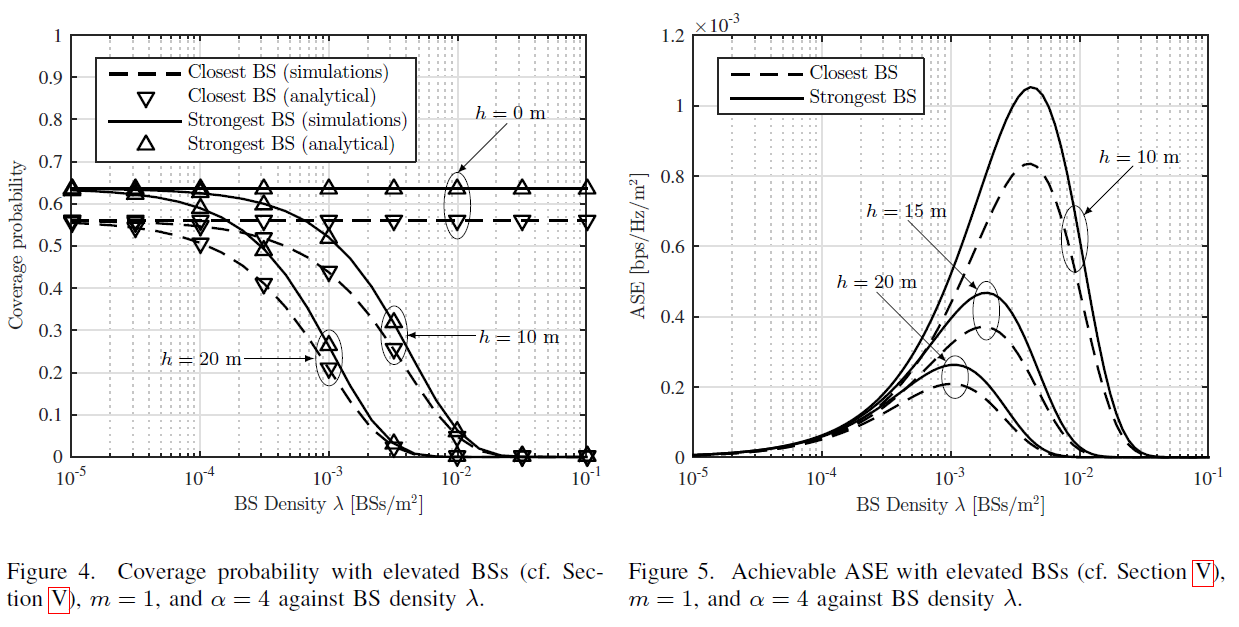 1
0.9
0.8
0.7
0.6
0.5
0.4
0.3
0.2
0.1
0
Coverage probability
Closest BS (simulations)
Closest BS (analytical)
Strongest BS (simulations)
Strongest BS (analytical)
h = 0 m
h = 10 m
h = 20 m
10⁻⁵ 10⁻⁴ 10⁻³ 10⁻² 10⁻¹
BS Density λ [BSs/m²]
Figure 4. Coverage probability with elevated BSs (cf. Sec-
tion V), m = 1, and α = 4 against BS density λ.
×10⁻³
1.2
1
0.8
0.6
0.4
0.2
0
ASE [bps/Hz/m²]
Closest BS
Strongest BS
h = 10 m
h = 15 m
h = 20 m
10⁻⁵ 10⁻⁴ 10⁻³ 10⁻² 10⁻¹
BS Density λ [BSs/m²]
Figure 5. Achievable ASE with elevated BSs (cf. Section V),
m = 1, and α = 4 against BS density λ.